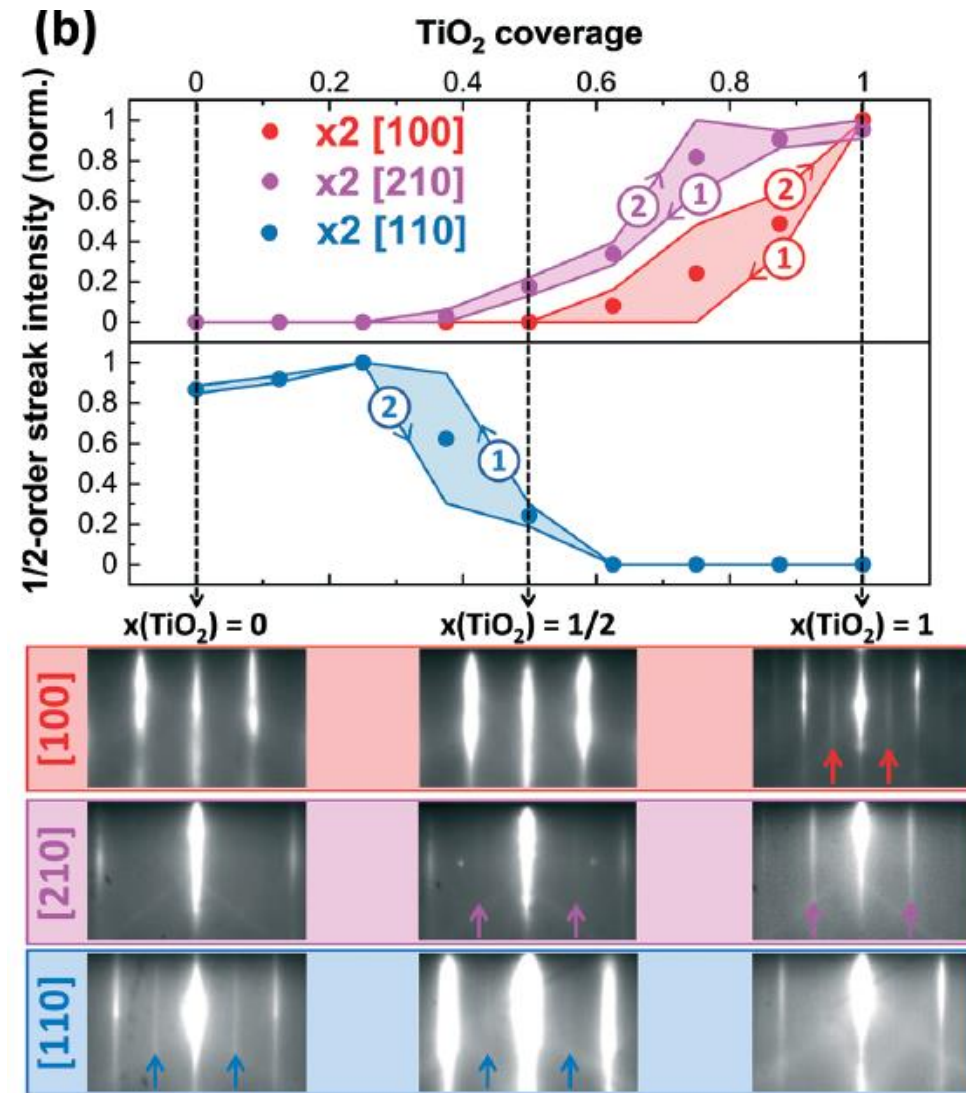 (b)
TiO₂ coverage
0 0.2 0.4 0.6 0.8 1
1/2-order streak intensity (norm.)
1
0.8
0.6
0.4
0.2
0
x2 [100]
x2 [210]
x2 [110]
2
1
2
1
1
0.8
0.6
0.4
0.2
0
2
1
x(TiO₂) = 0 x(TiO₂) = 1/2 x(TiO₂) = 1
[100]
[210]
[110]